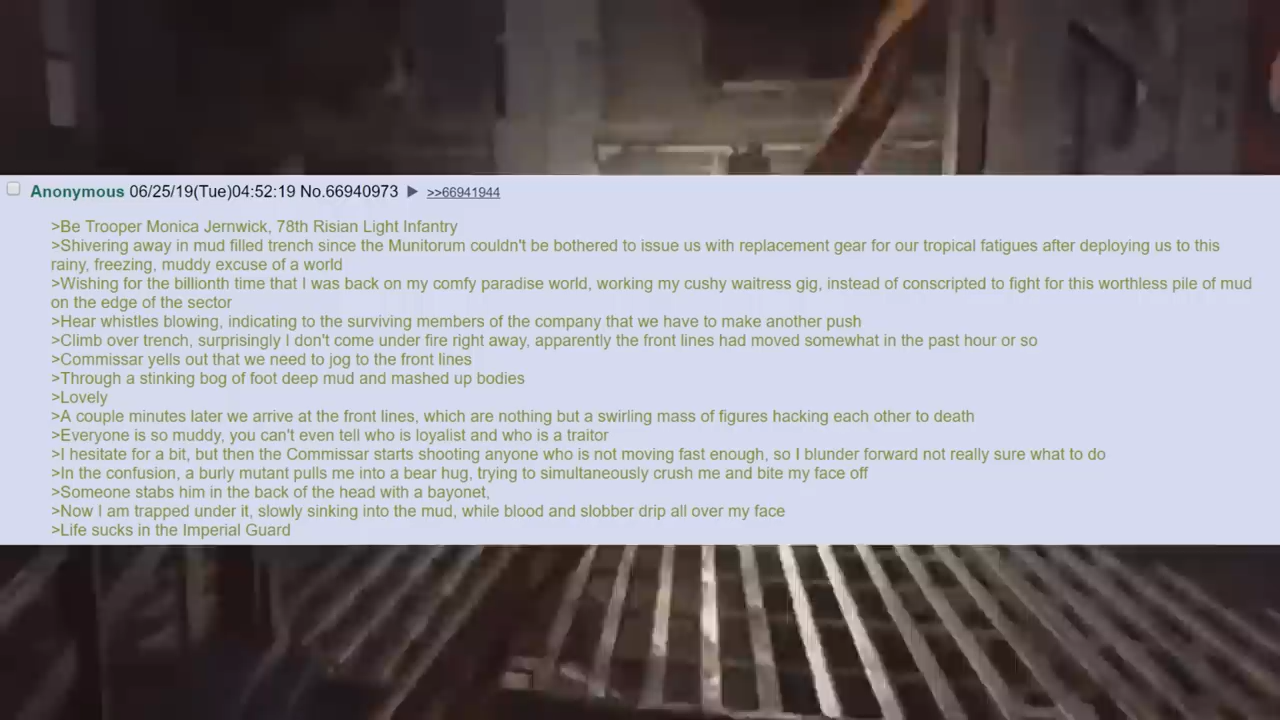 Anonymous 06/25/19(Tue)04:52:19 No.66940973 ▶ >>66941944
>Be Trooper Monica Jernwick, 78th Risian Light Infantry
>Shivering away in mud filled trench since the Munitorum couldn't be bothered to issue us with replacement gear for our tropical fatigues after deploying us to this
rainy, freezing, muddy excuse of a world
>Wishing for the billionth time that I was back on my comfy paradise world, working my cushy waitress gig, instead of conscripted to fight for this worthless pile of mud
on the edge of the sector
>Hear whistles blowing, indicating to the surviving members of the company that we have to make another push
>Climb over trench, surprisingly I don't come under fire right away, apparently the front lines had moved somewhat in the past hour or so
>Commissar yells out that we need to jog to the front lines
>Through a stinking bog of foot deep mud and mashed up bodies
>Lovely
>A couple minutes later we arrive at the front lines, which are nothing but a swirling mass of figures hacking each other to death
>Everyone is so muddy, you can't even tell who is loyalist and who is a traitor
>I hesitate for a bit, but then the Commissar starts shooting anyone who is not moving fast enough, so I blunder forward not really sure what to do
>In the confusion, a burly mutant pulls me into a bear hug, trying to simultaneously crush me and bite my face off
>Someone stabs him in the back of the head with a bayonet,
>Now I am trapped under it, slowly sinking into the mud, while blood and slobber drip all over my face
>Life sucks in the Imperial Guard